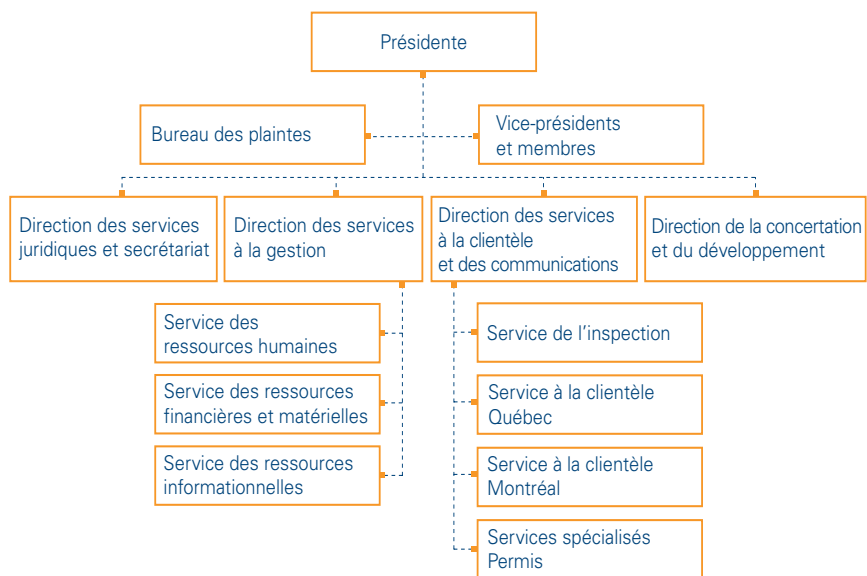 Présidente
Bureau des plaintes
Vice-présidents
et membres
Direction des services
juridiques et secrétariat
Direction des services
à la gestion
Direction des services
à la clientèle
et des communications
Direction de la concertation
et du développement
Service des
ressources humaines
Service des ressources
financières et matérielles
Service des ressources
informationnelles
Service de l'inspection
Service à la clientèle
Québec
Service à la clientèle
Montréal
Services spécialisés
Permis